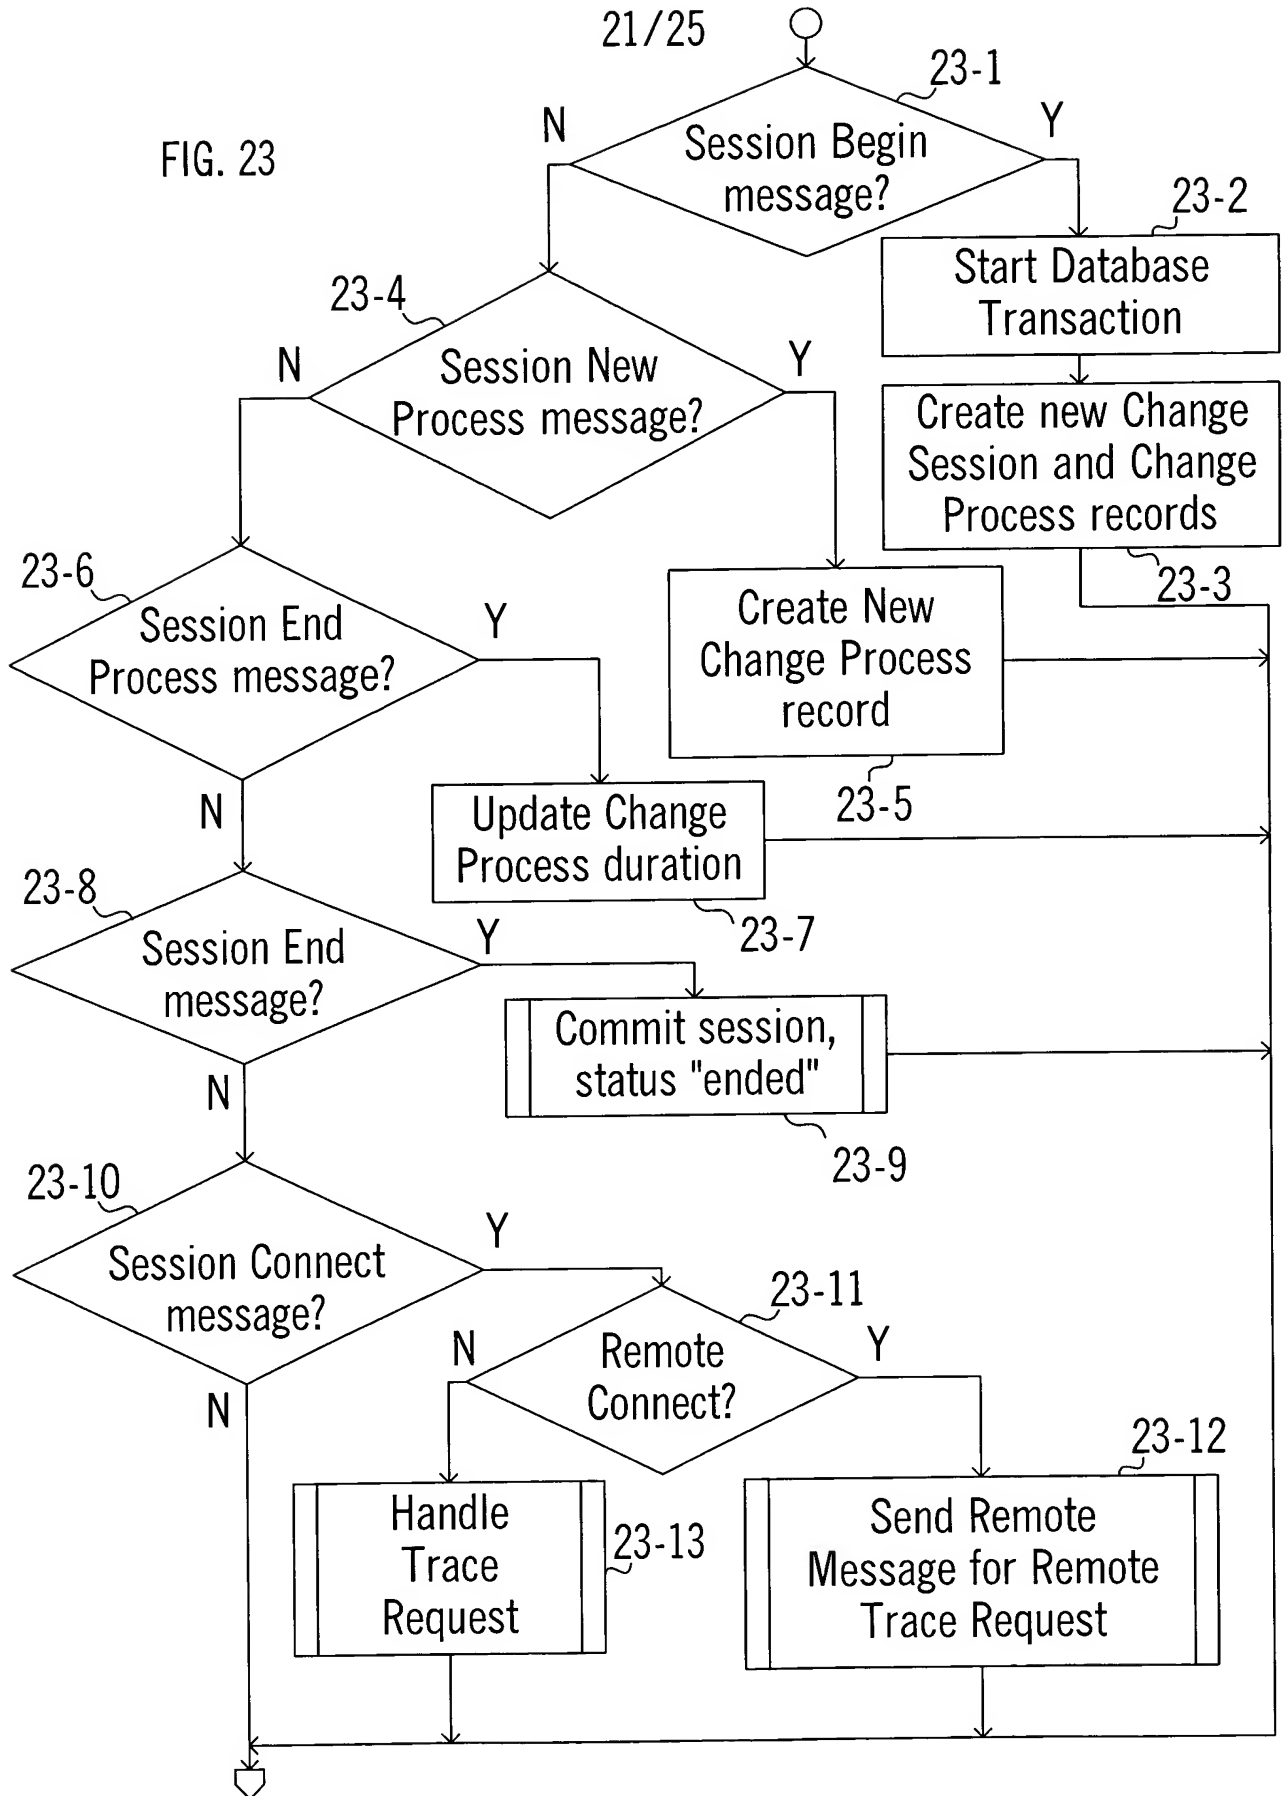 21/25
FIG. 23
23-1
N
Y
Session Begin
message?
23-2
Start Database
Transaction
23-4
N
Y
Session New
Process message?
Create new Change
Session and Change
Process records
23-3
23-6
Session End
Process message?
Y
N
Create New
Change Process
record
23-5
Update Change
Process duration
23-7
23-8
Session End
message?
Y
N
Commit session,
status "ended"
23-9
23-10
Session Connect
message?
Y
N
23-11
N
Y
Remote
Connect?
23-12
Handle
Trace
Request
23-13
Send Remote
Message for Remote
Trace Request